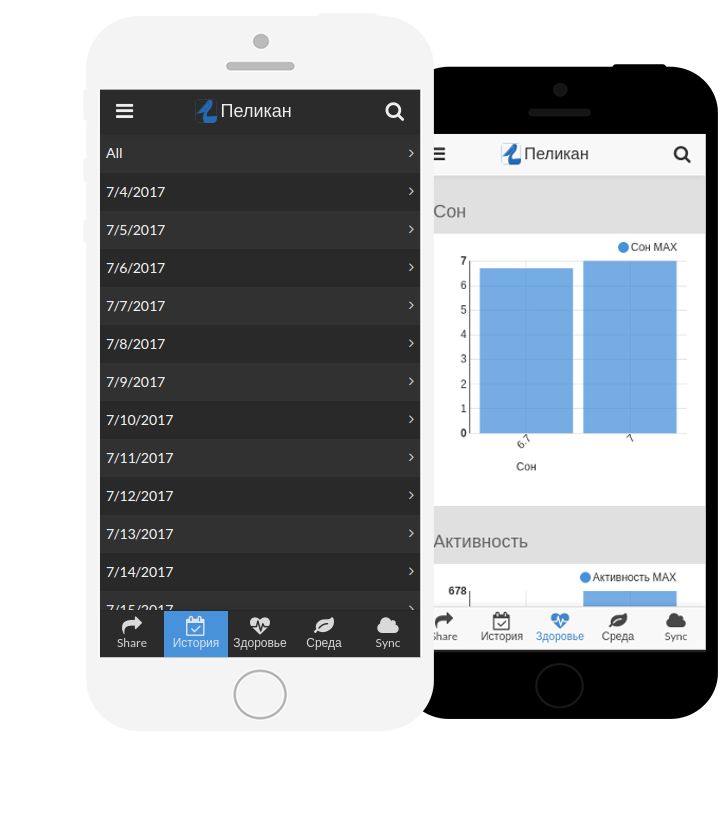 Пеликан
All
7/4/2017
7/5/2017
7/6/2017
7/7/2017
7/8/2017
7/9/2017
7/10/2017
7/11/2017
7/12/2017
7/13/2017
7/14/2017
7/15/2017
Share
История
Здоровье
Среда
Sync
Пеликан
Сон
Сон MAX
7
6
5
4
3
2
1
0
6.7
7
Сон
Активность
Активность MAX
678
Share
История
Здоровье
Среда
Sync